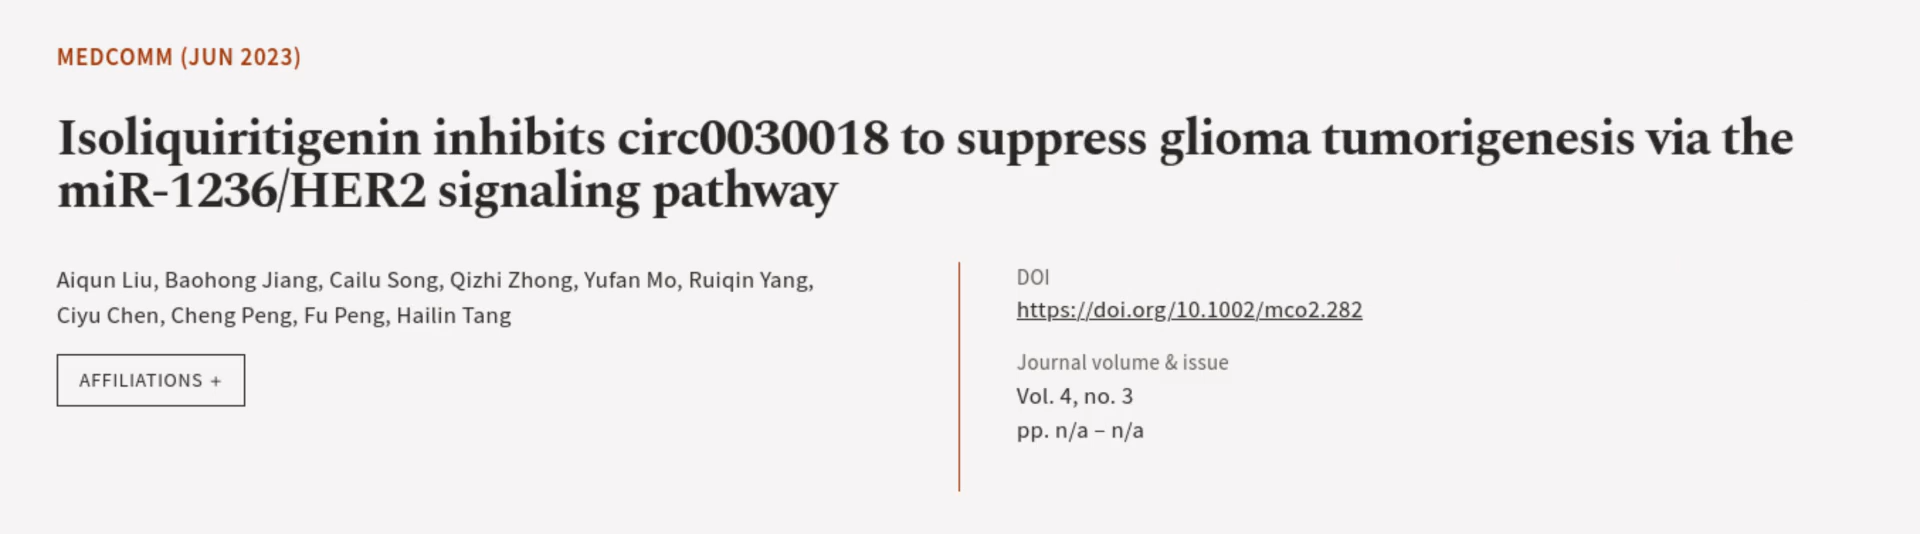 MEDCOMM (JUN 2023)
Isoliquiritigenin inhibits circ0030018 to suppress glioma tumorigenesis via the
miR-1236/HER2 signaling pathway
Aiqun Liu, Baohong Jiang, Cailu Song, Qizhi Zhong, Yufan Mo, Ruiqin Yang,
Ciyu Chen, Cheng Peng, Fu Peng, Hailin Tang
AFFILIATIONS +
DOI
https://doi.org/10.1002/mco2.282
Journal volume & issue
Vol. 4, no. 3
pp. n/a – n/a